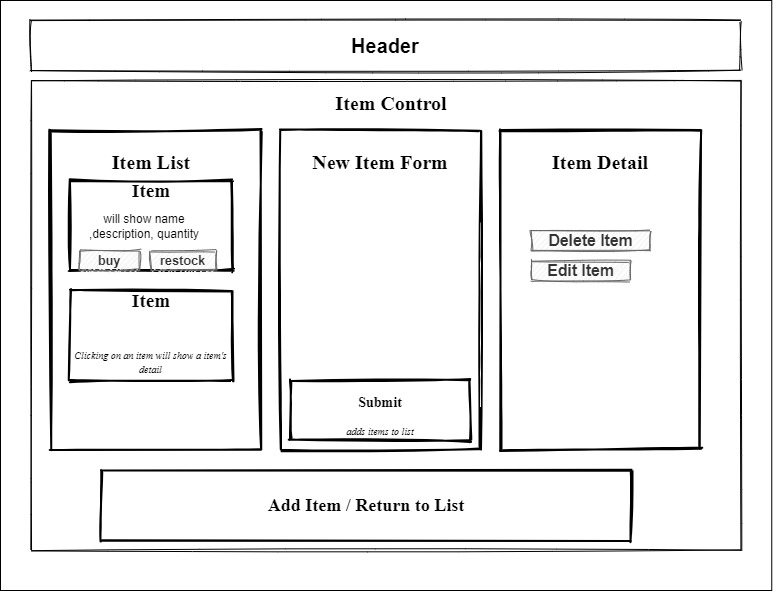 Header
Item Control
Item List
Item
will show name
,description, quantity
buy
restock
Item
Clicking on an item will show a item's
detail
New Item Form
Submit
adds items to list
Item Detail
Delete Item
Edit Item
Add Item / Return to List